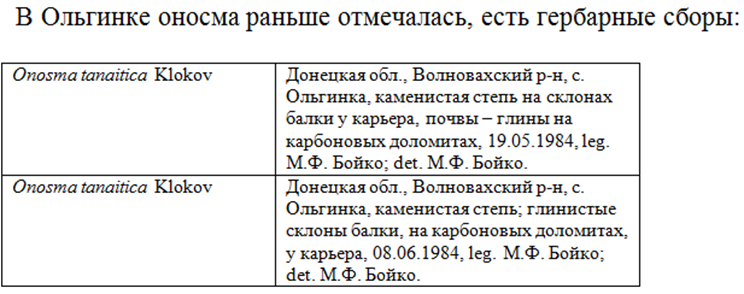 В Ольгинке оносма раньше отмечалась, есть гербарные сборы:
Onosma tanaitica Klokov
Донецкая обл., Волновахский р-н, с.
Ольгинка, каменистая степь на склонах
балки у карьера, почвы – глины на
карбоновых доломитах, 19.05.1984, leg.
М.Ф. Бойко; det. М.Ф. Бойко.
Onosma tanaitica Klokov
Донецкая обл., Волновахский р-н, с.
Ольгинка, каменистая степь; глинистые
склоны балки, на карбоновых доломитах,
у карьера, 08.06.1984, leg. М.Ф. Бойко;
det. М.Ф. Бойко.